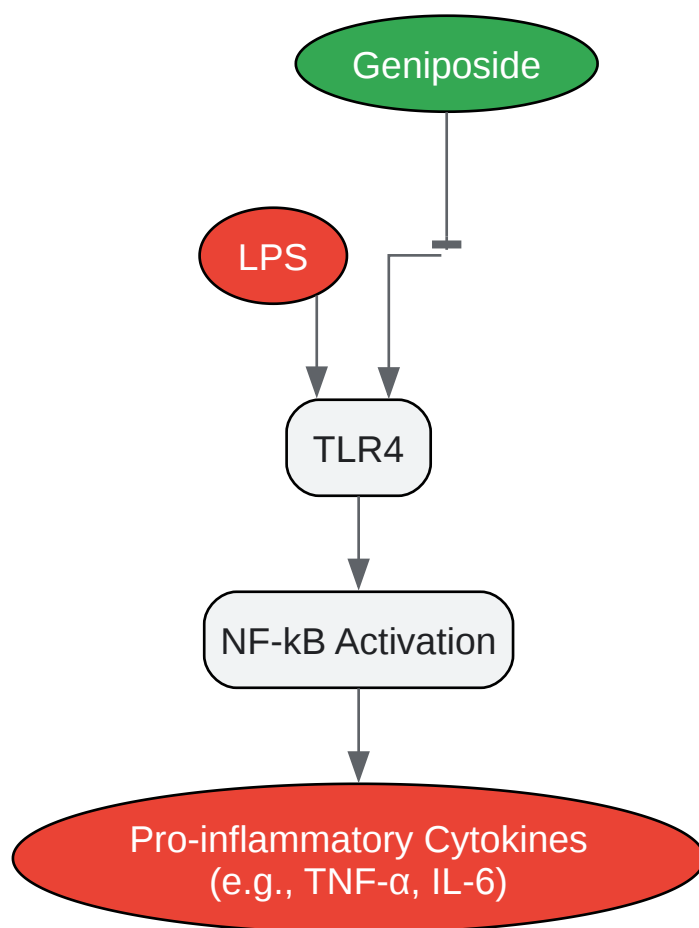 Geniposide
LPS
TLR4
NF-kB Activation
Pro-inflammatory Cytokines
(e.g., TNF-α, IL-6)